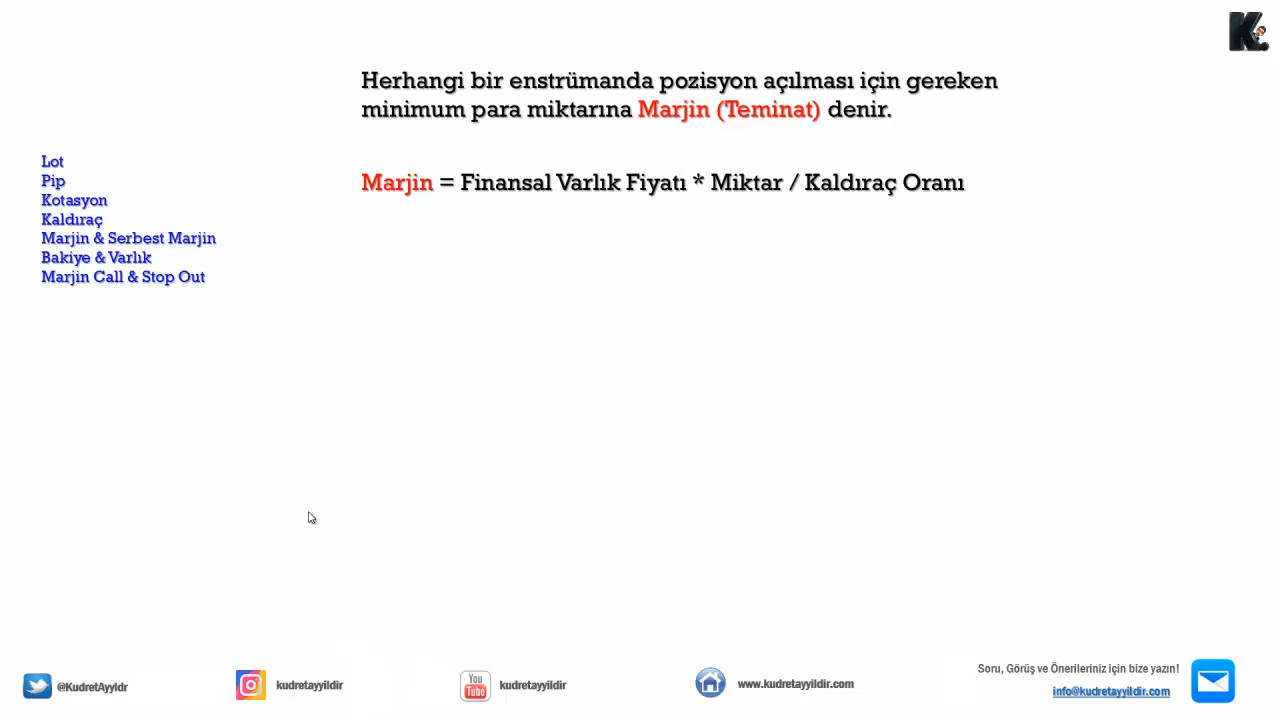 Herhangi bir enstrümanda pozisyon açılması için gereken
minimum para miktarına Marjin (Teminat) denir.
Marjin = Finansal Varlık Fiyatı * Miktar / Kaldıraç Oranı
Lot
Pip
Kotasyon
Kaldıraç
Marjin & Serbest Marjin
Bakiye & Varlık
Marjin Call & Stop Out
@KudretAyyldr
kudretayyildir
You Tube
kudretayyildir
www.kudretayyildir.com
Soru, Görüş ve Önerileriniz için bize yazın!
info@kudretayyildir.com
K